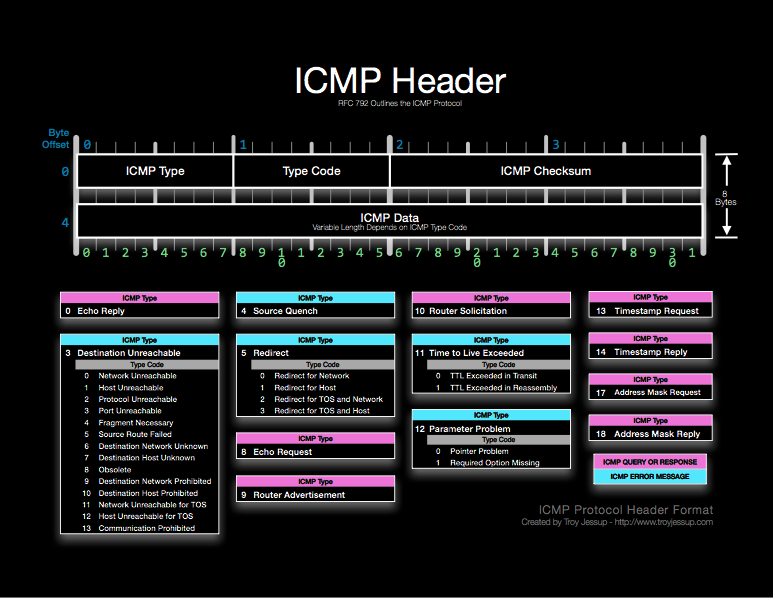 ICMP Header
RFC 792 Outlines the ICMP Protocol
Byte
Offset
0 1 2 3
0
ICMP Type Type Code ICMP Checksum
8
Bytes
4
ICMP Data
Variable Length Depends on ICMP Type Code
0 1 2 3 4 5 6 7 8 9 10 1 2 3 4 5 6 7 8 9 20 1 2 3 4 5 6 7 8 9 30 1
ICMP Type
0 Echo Reply
ICMP Type
3 Destination Unreachable
Type Code
0 Network Unreachable
1 Host Unreachable
2 Protocol Unreachable
3 Port Unreachable
4 Fragment Necessary
5 Source Route Failed
6 Destination Network Unknown
7 Destination Host Unknown
8 Obsolete
9 Destination Network Prohibited
10 Destination Host Prohibited
11 Network Unreachable for TOS
12 Host Unreachable for TOS
13 Communication Prohibited
ICMP Type
4 Source Quench
ICMP Type
5 Redirect
Type Code
0 Redirect for Network
1 Redirect for Host
2 Redirect for TOS and Network
3 Redirect for TOS and Host
ICMP Type
8 Echo Request
ICMP Type
9 Router Advertisement
ICMP Type
10 Router Solicitation
ICMP Type
11 Time to Live Exceeded
Type Code
0 TTL Exceeded in Transit
1 TTL Exceeded in Reassembly
ICMP Type
12 Parameter Problem
Type Code
0 Pointer Problem
1 Required Option Missing
ICMP Type
13 Timestamp Request
ICMP Type
14 Timestamp Reply
ICMP Type
17 Address Mask Request
ICMP Type
18 Address Mask Reply
ICMP QUERY OR RESPONSE
ICMP ERROR MESSAGE
ICMP Protocol Header Format
Created by Troy Jessup - http://www.troyjessup.com